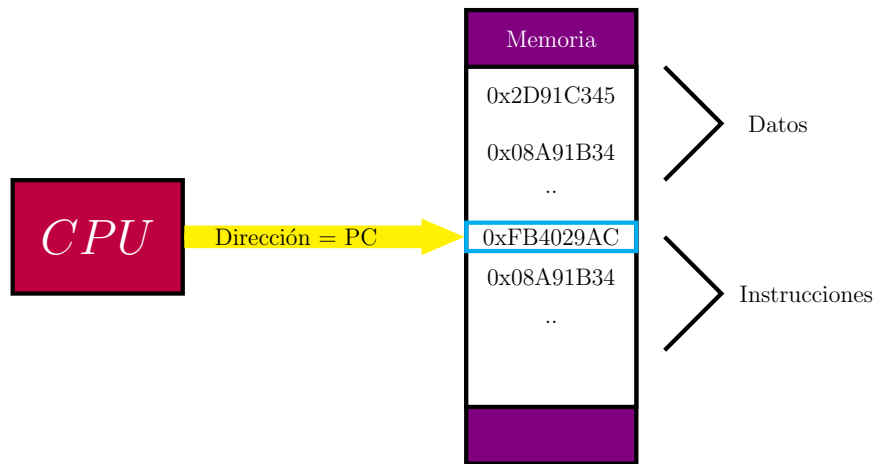 Memoria
0x2D91C345
Datos
0x08A91B34
..
CPU
Dirección = PC
0xFB4029AC
0x08A91B34
Instrucciones
..